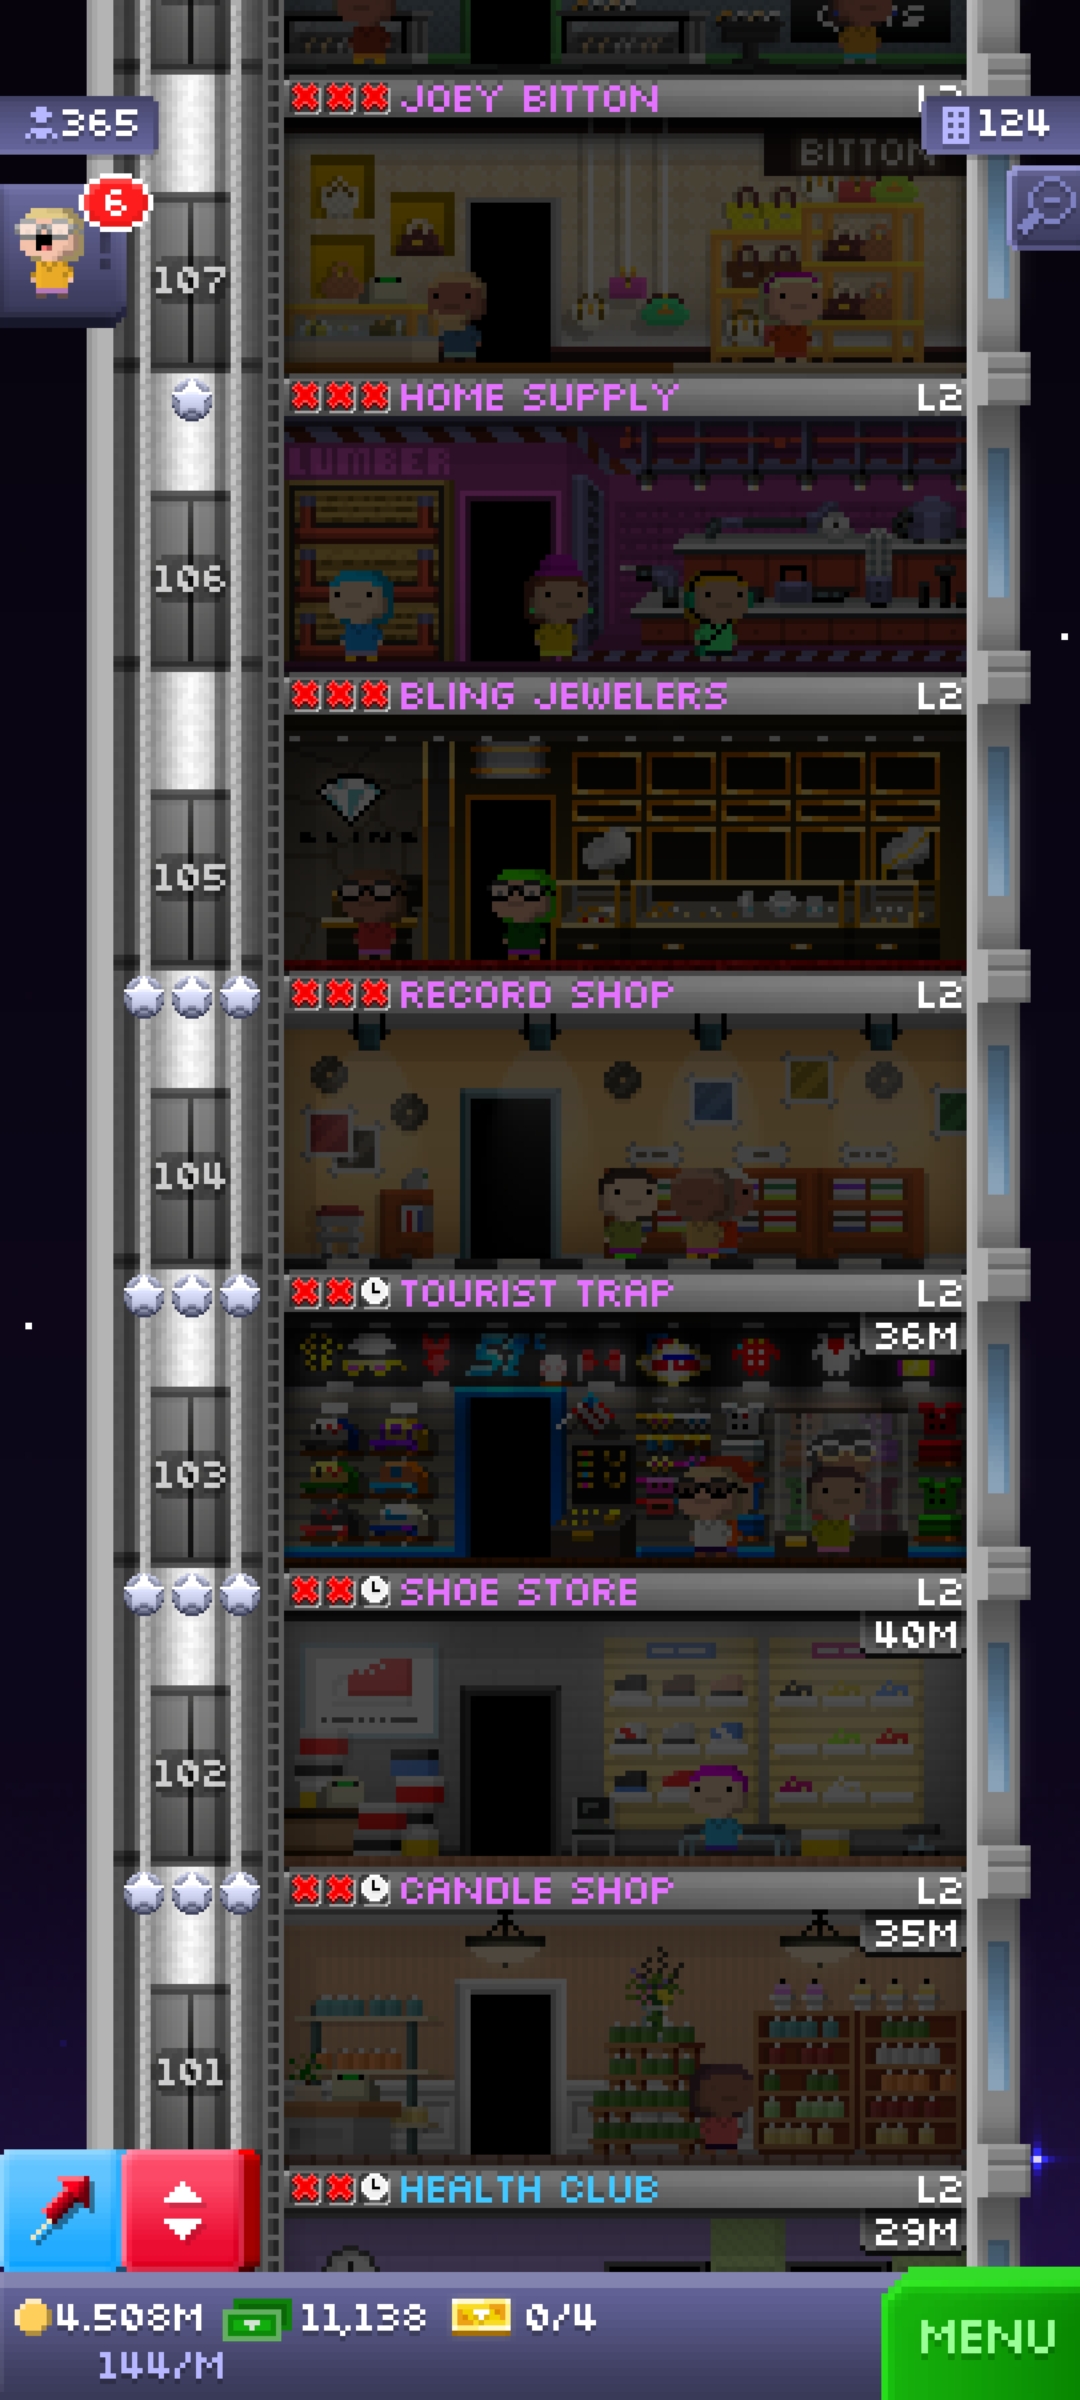 JOEY BITTON
365
124
BITTON
6
107
HOME SUPPLY L2
LUMBER
106
BLING JEWELERS L2
BLING
105
RECORD SHOP L2
104
TOURIST TRAP L2
36M
103
SHOE STORE L2
40M
102
CANDLE SHOP L2
35M
101
HEALTH CLUB L2
29M
4.508M 11,138 0/4
144/M
MENU